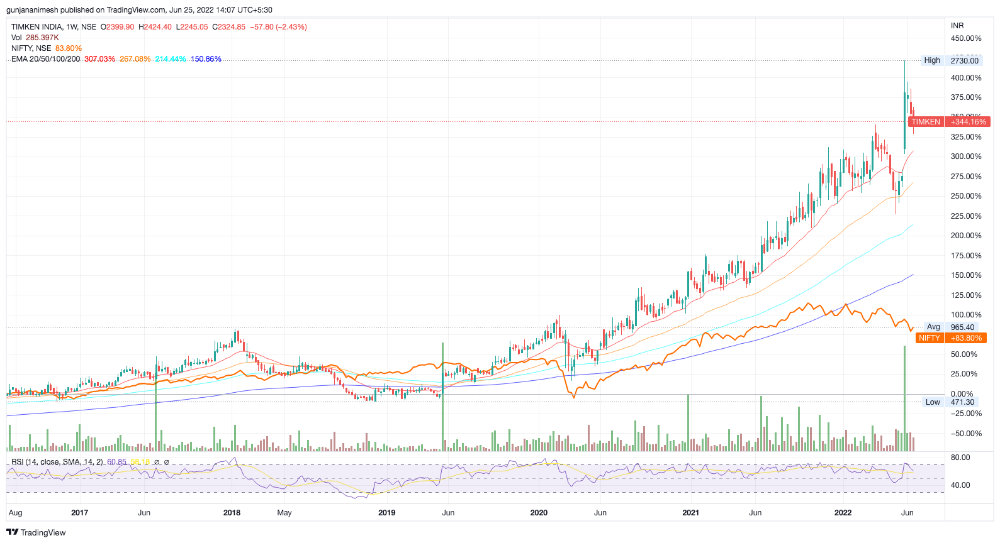 gunjananimesh published on TradingView.com, Jun 25, 2022 14:07 UTC+5:30
TIMKEN INDIA, 1W, NSE O2399.90 H2424.40 L2245.05 C2324.85 −57.80 (−2.43%)
Vol 285.397K
NIFTY, NSE 83.80%
EMA 20/50/100/200 307.03% 267.08% 214.44% 150.86%
INR
450.00%
High 2730.00
400.00%
375.00%
350.00%
TIMKEN +344.16%
325.00%
300.00%
275.00%
250.00%
225.00%
200.00%
175.00%
150.00%
125.00%
100.00%
Avg 965.40
NIFTY +83.80%
50.00%
25.00%
0.00%
Low 471.30
−25.00%
−50.00%
RSI (14, close, SMA, 14, 2) 60.85 58.18 ∅ ∅
80.00
40.00
Aug 2017 Jun 2018 May 2019 Jun 2020 Jun 2021 Jun 2022 Jun
TradingView